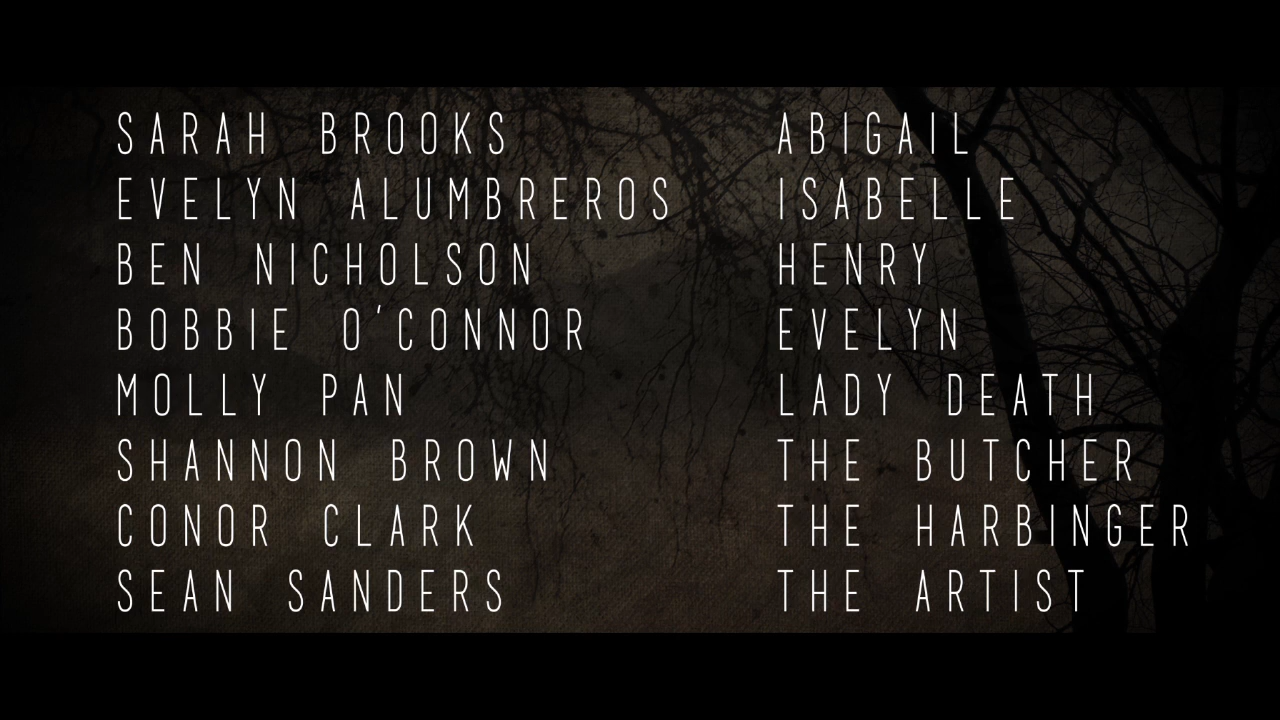 SARAH BROOKS ABIGAIL
EVELYN ALUMBREROS ISABELLE
BEN NICHOLSON HENRY
BOBBIE O'CONNOR EVELYN
MOLLY PAN LADY DEATH
SHANNON BROWN THE BUTCHER
CONOR CLARK THE HARBINGER
SEAN SANDERS THE ARTIST